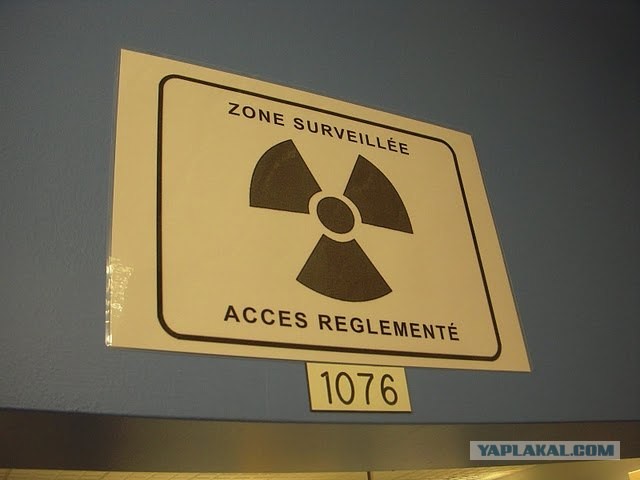 ZONE SURVEILLÉE
ACCES REGLEMENTÉ
1076
YAPLAKAL.COM